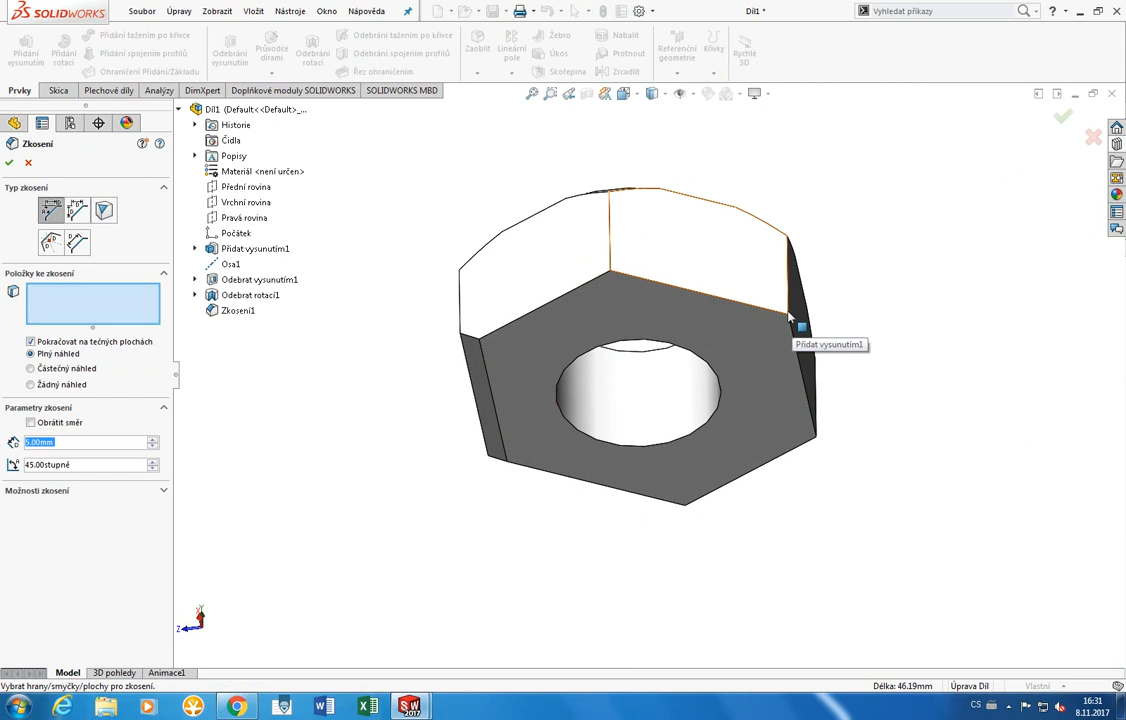 SOLIDWORKS
Soubor
Úpravy
Zobrazit
Vložit
Nástroje
Okno
Nápověda
Díl1 *
Vyhledat příkazy
Přidání vysunutím
Přidání rotací
Přidání tažením po křivce
Přidání spojením profilů
Ohraničení Přidání/Základu
Odebrání vysunutím
Průvodce dírami
Odebrání rotací
Odebrání tažením po křivce
Odebrání spojením profilů
Řez ohraničením
Zaoblit
Lineární pole
Žebro
Úkos
Skořepina
Nabalit
Protnout
Zrcadlit
Referenční geometrie
Křivky
Rychlé 3D
Prvky
Skica
Plechové díly
Analýzy
DimXpert
Doplňkové moduly SOLIDWORKS
SOLIDWORKS MBD
Zkosení
Typ zkosení
Položky ke zkosení
Pokračovat na tečných plochách
Plný náhled
Částečný náhled
Žádný náhled
Parametry zkosení
Obrátit směr
5.00mm
45.00stupně
Možnosti zkosení
Díl1 (Default<<Default>_...
Historie
Čidla
Popisy
Materiál <není určen>
Přední rovina
Vrchní rovina
Pravá rovina
Počátek
Přidat vysunutím1
Osa1
Odebrat vysunutím1
Odebrat rotací1
Zkosení1
Přidat vysunutím1
Y
Z
Model
3D pohledy
Animace1
Vybrat hrany/smyčky/plochy pro zkosení.
Délka: 46.19mm
Úprava Díl
Vlastní
CS
16:31
8.11.2017